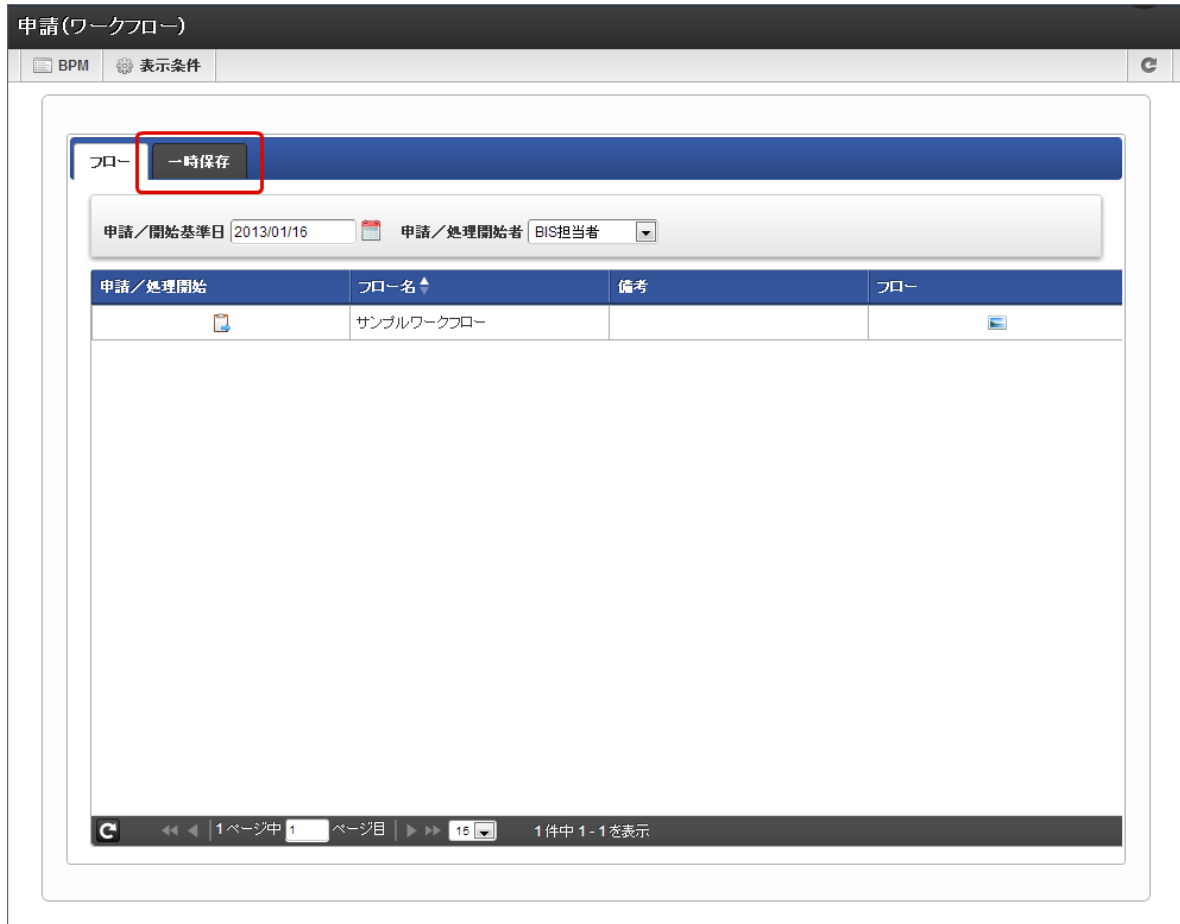 申請(ワークフロー)
BPM 表示条件
フロー 一時保存
申請／開始基準日 2013/01/16 申請／処理開始者 BIS担当者
申請／処理開始 フロー名 備考 フロー
サンプルワークフロー
1 ページ中 1 ページ目 15 1 件中 1 - 1 を表示